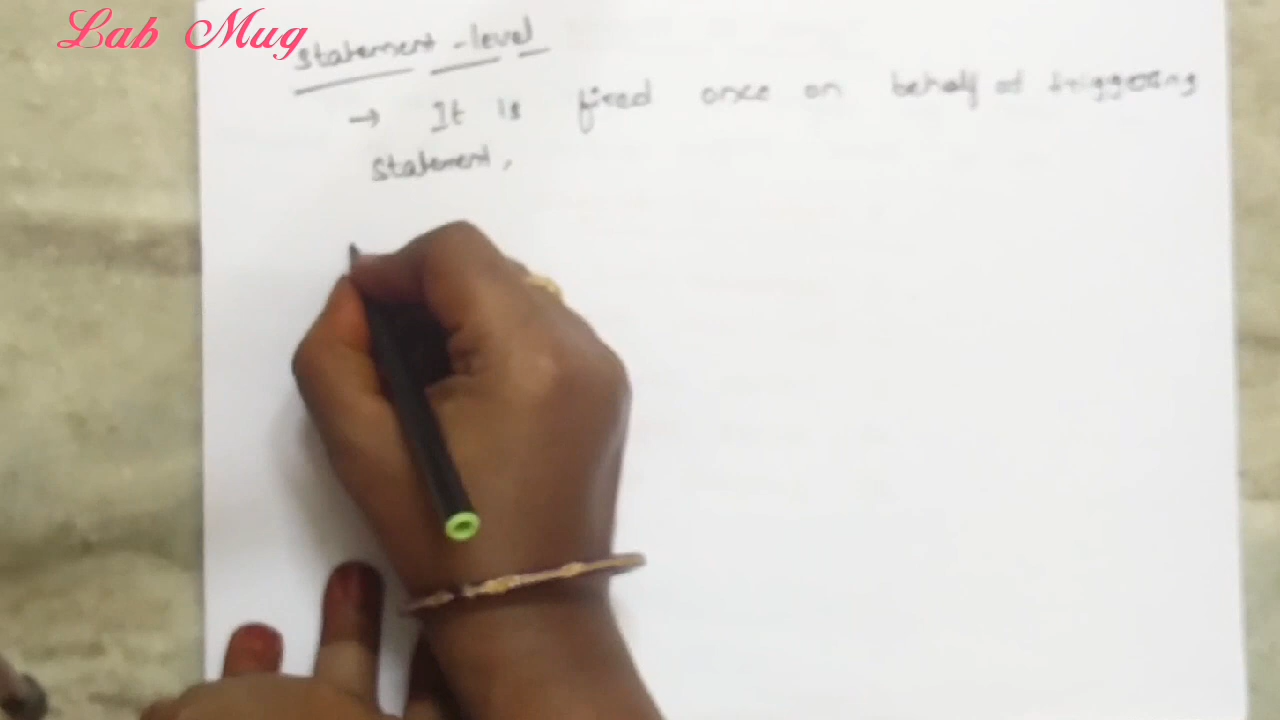 Lab Mug
Statement-level
→ It is fired once on behalf of triggering
Statement,